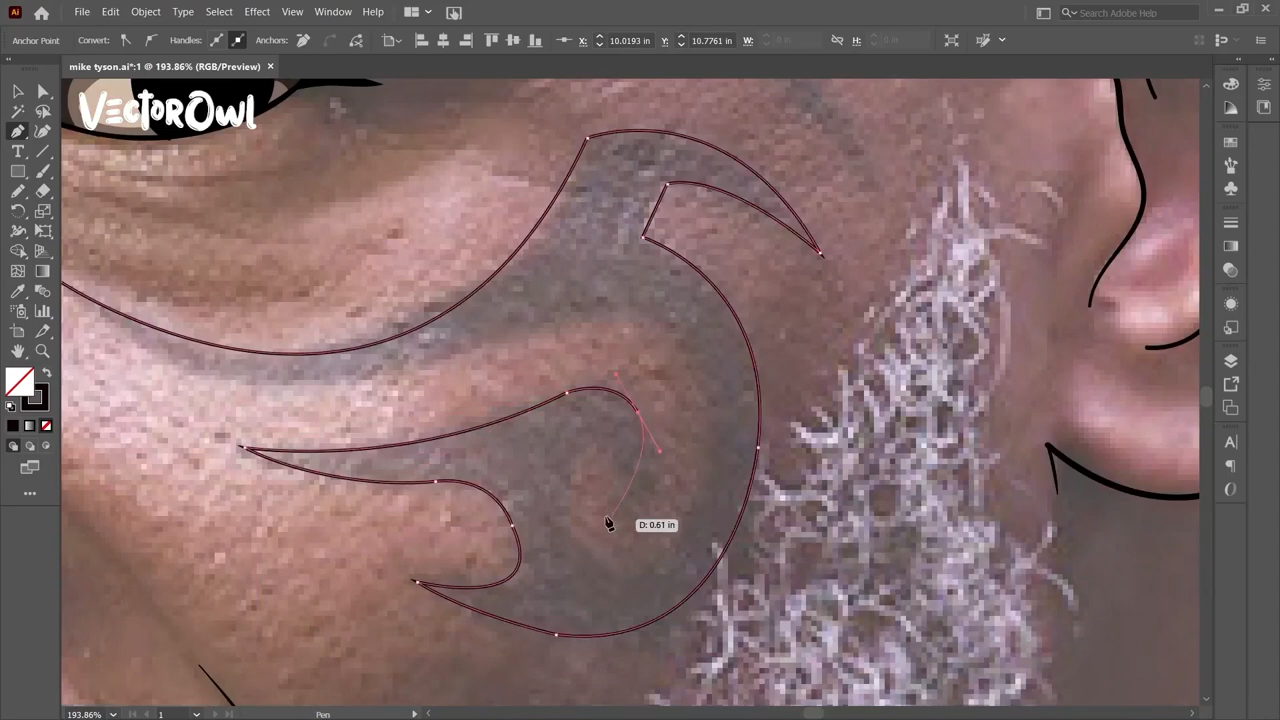 Ai File Edit Object Type Select Effect View Window Help Search Adobe Help
Anchor Point Convert: Handles: Anchors: X: 10.0193 in Y: 10.7761 in W: H:
mike tyson.ai*:1 @ 193.86% (RGB/Preview) ×
VectorOwl
D: 0.61 in
193.86% 1 Pen